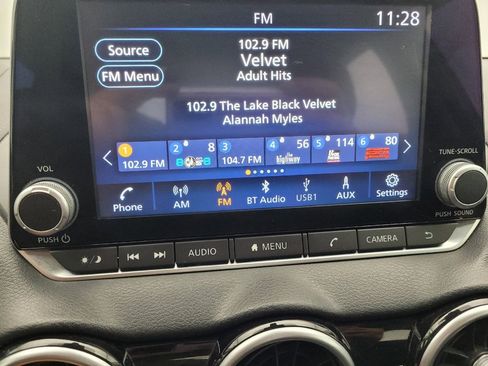 FM 11:28
Source
FM Menu
102.9 FM
Velvet
Adult Hits
102.9 The Lake Black Velvet
Alannah Myles
1 102.9 FM
2 8
3 104.7 FM
4 56 the highway
5 114
6 80
VOL
PUSH
TUNE·SCROLL
PUSH SOUND
Phone
AM
FM
BT Audio
USB1
AUX
Settings
AUDIO
MENU
CAMERA